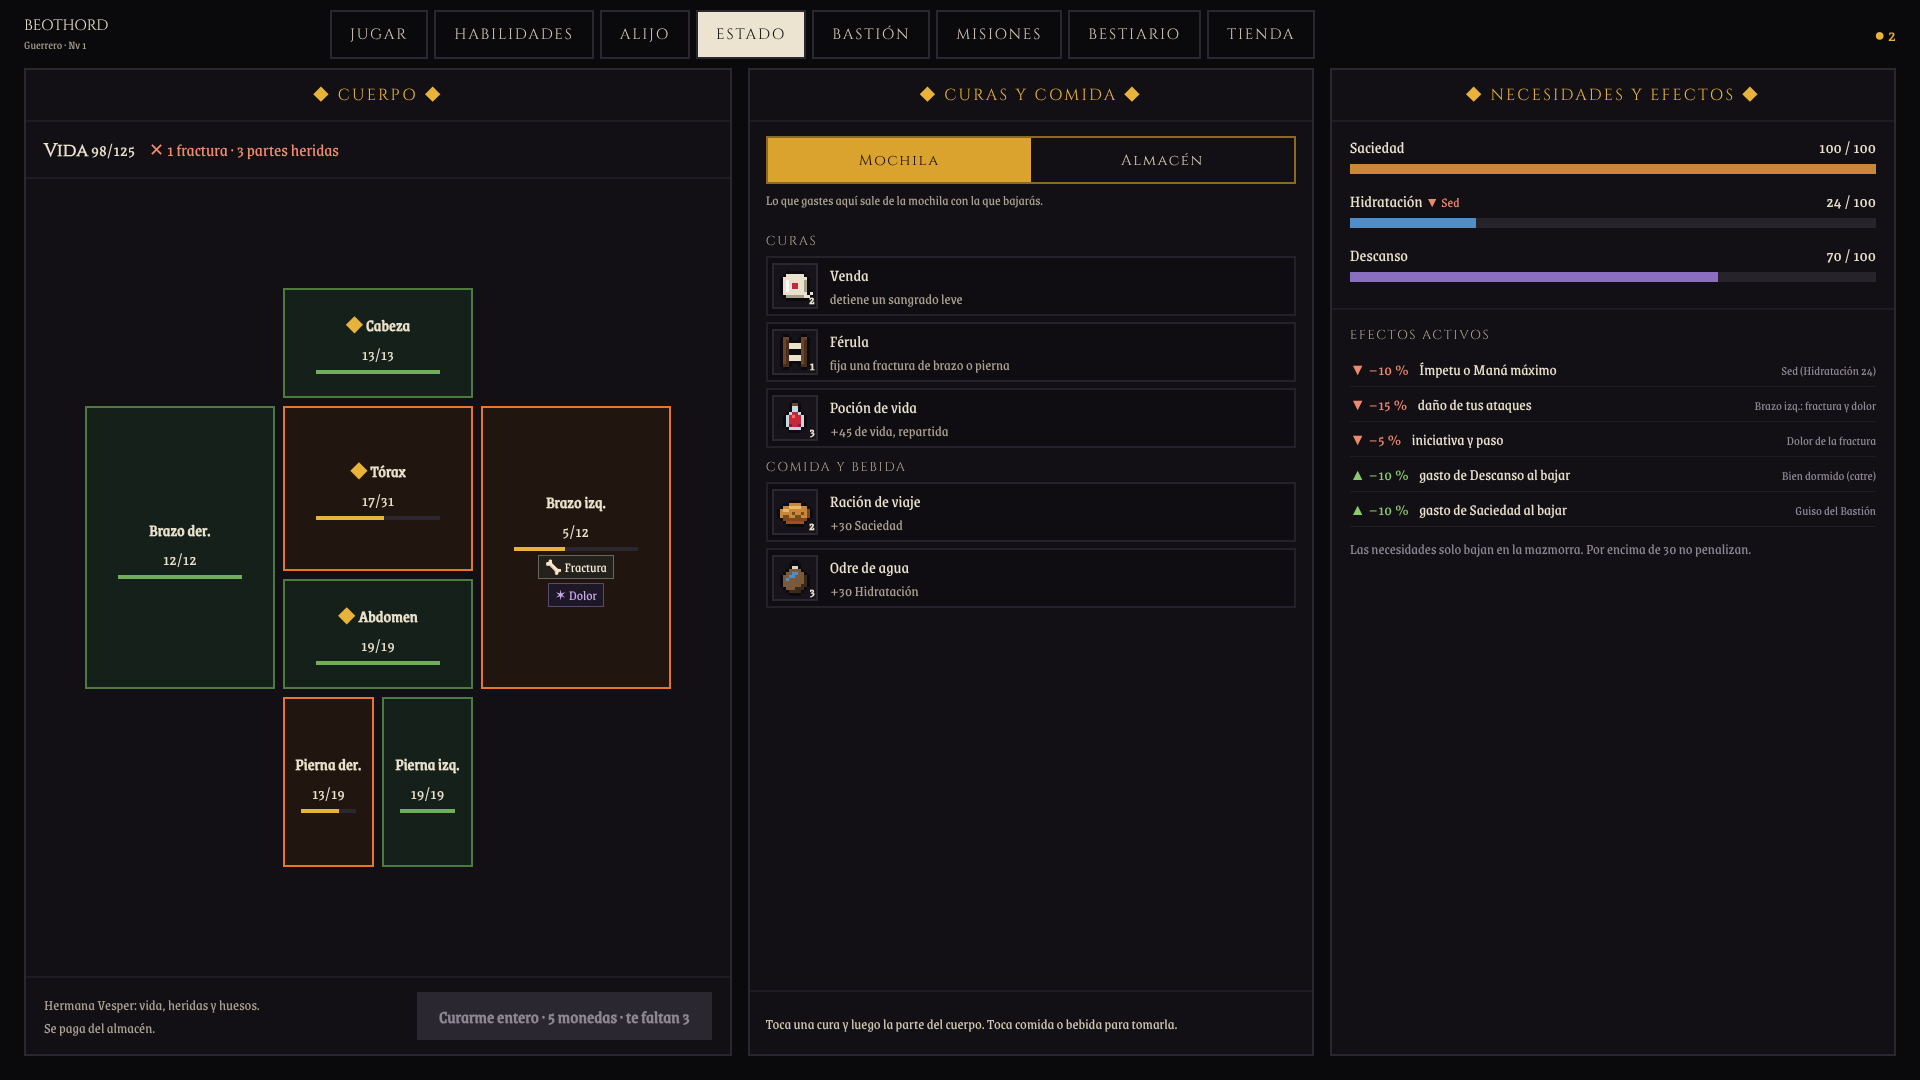 BEOTHORD
Guerrero · Nv 1
JUGAR
HABILIDADES
ALIJO
ESTADO
BASTIÓN
MISIONES
BESTIARIO
TIENDA
2
◆ CUERPO ◆
VIDA 98/125 ✕ 1 fractura · 3 partes heridas
◆ Cabeza
13/13
Brazo der.
12/12
◆ Tórax
17/31
Brazo izq.
5/12
Fractura
✶ Dolor
◆ Abdomen
19/19
Pierna der.
13/19
Pierna izq.
19/19
Hermana Vesper: vida, heridas y huesos.
Se paga del almacén.
Curarme entero · 5 monedas · te faltan 3
◆ CURAS Y COMIDA ◆
MOCHILA
ALMACÉN
Lo que gastes aquí sale de la mochila con la que bajarás.
CURAS
2
Venda
detiene un sangrado leve
1
Férula
fija una fractura de brazo o pierna
3
Poción de vida
+45 de vida, repartida
COMIDA Y BEBIDA
2
Ración de viaje
+30 Saciedad
3
Odre de agua
+30 Hidratación
Toca una cura y luego la parte del cuerpo. Toca comida o bebida para tomarla.
◆ NECESIDADES Y EFECTOS ◆
Saciedad 100 / 100
Hidratación ▼ Sed 24 / 100
Descanso 70 / 100
EFECTOS ACTIVOS
▼ −10 % Ímpetu o Maná máximo Sed (Hidratación 24)
▼ −15 % daño de tus ataques Brazo izq.: fractura y dolor
▼ −5 % iniciativa y paso Dolor de la fractura
▲ −10 % gasto de Descanso al bajar Bien dormido (catre)
▲ −10 % gasto de Saciedad al bajar Guiso del Bastión
Las necesidades solo bajan en la mazmorra. Por encima de 30 no penalizan.